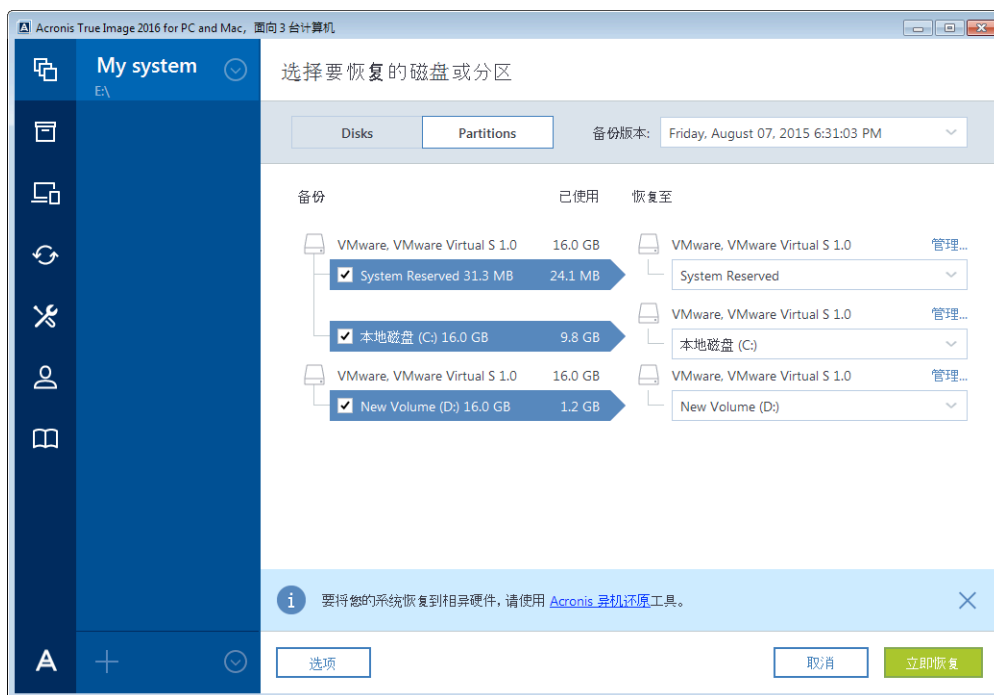 Acronis True Image 2016 for PC and Mac，面向 3 台计算机
My system
E:\
选择要恢复的磁盘或分区
Disks
Partitions
备份版本:
Friday, August 07, 2015 6:31:03 PM
备份
已使用
恢复至
VMware, VMware Virtual S 1.0
16.0 GB
VMware, VMware Virtual S 1.0
管理...
System Reserved 31.3 MB
24.1 MB
System Reserved
VMware, VMware Virtual S 1.0
管理...
本地磁盘 (C:) 16.0 GB
9.8 GB
本地磁盘 (C:)
VMware, VMware Virtual S 1.0
16.0 GB
VMware, VMware Virtual S 1.0
管理...
New Volume (D:) 16.0 GB
1.2 GB
New Volume (D:)
要将您的系统恢复到相异硬件，请使用 Acronis 异机还原工具。
选项
取消
立即恢复